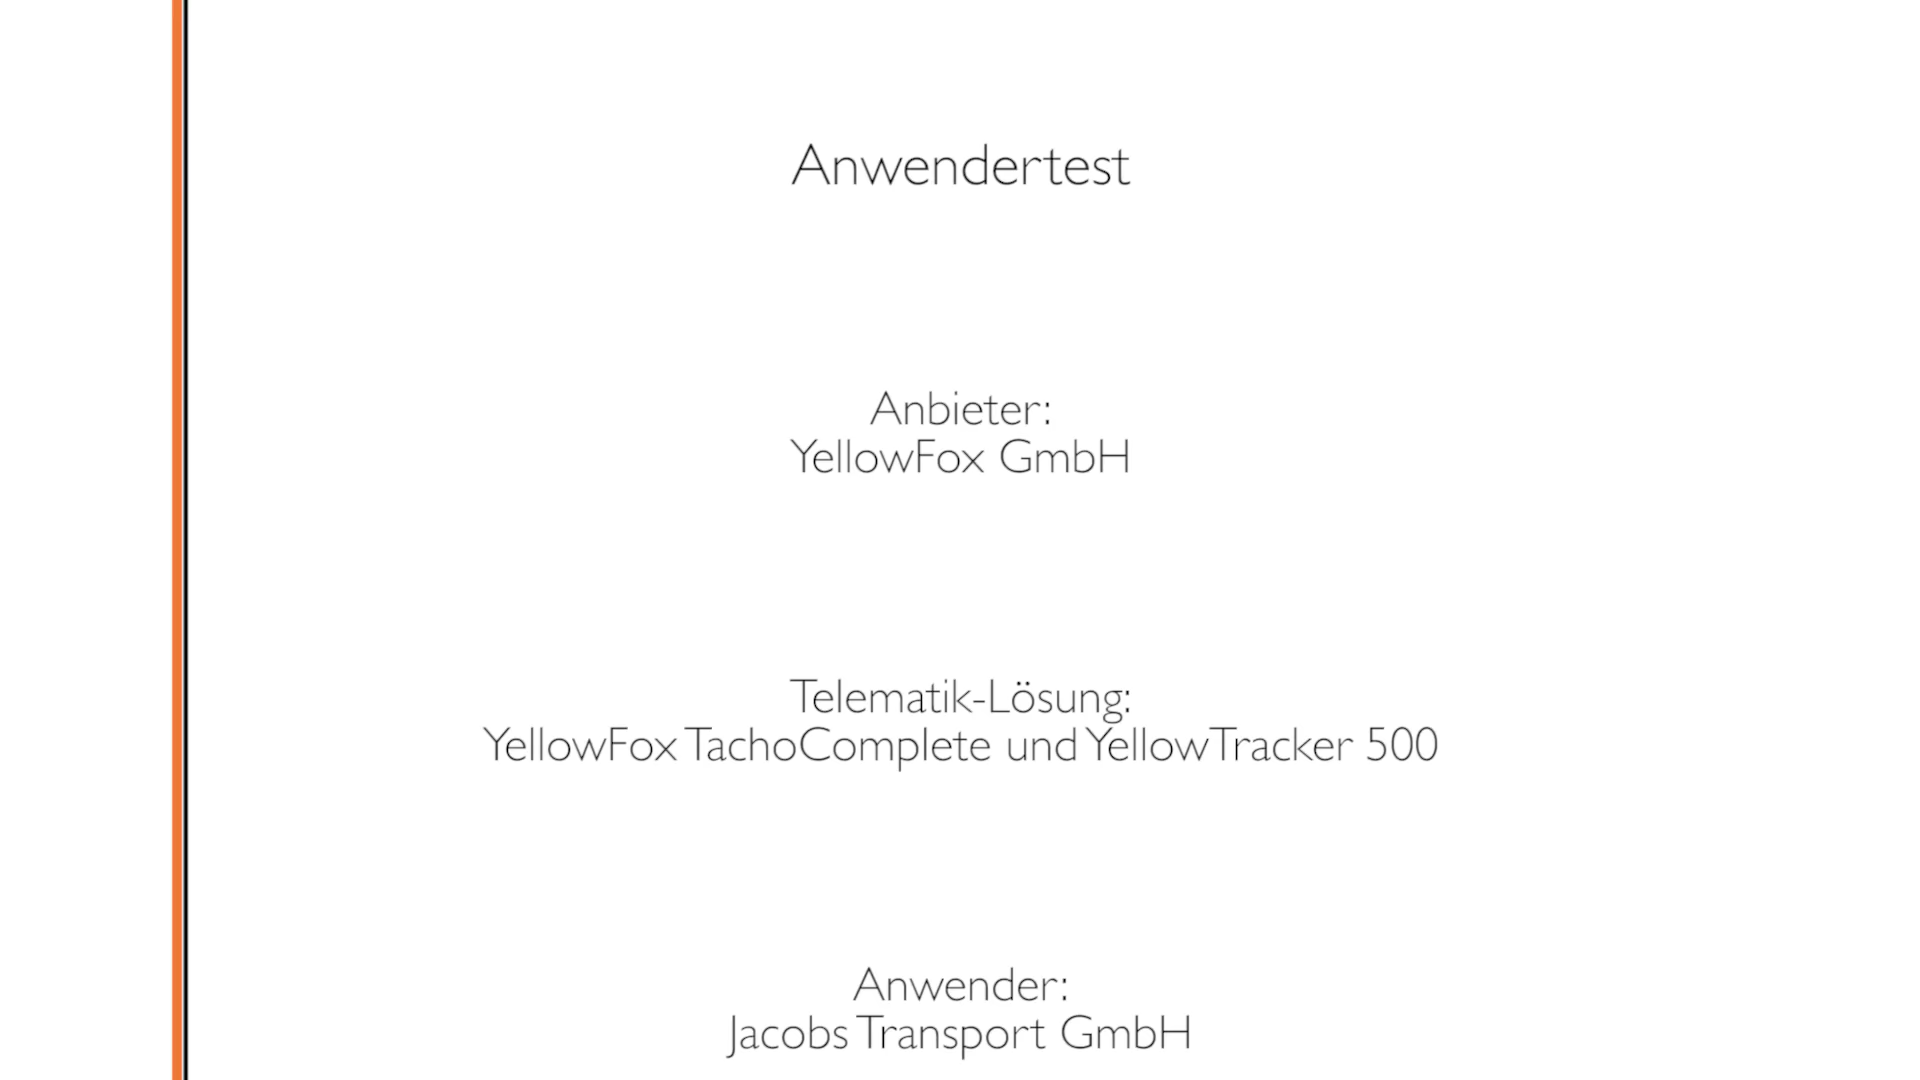 Anwendertest
Anbieter:
YellowFox GmbH
Telematik-Lösung:
YellowFox TachoComplete und YellowTracker 500
Anwender:
Jacobs Transport GmbH